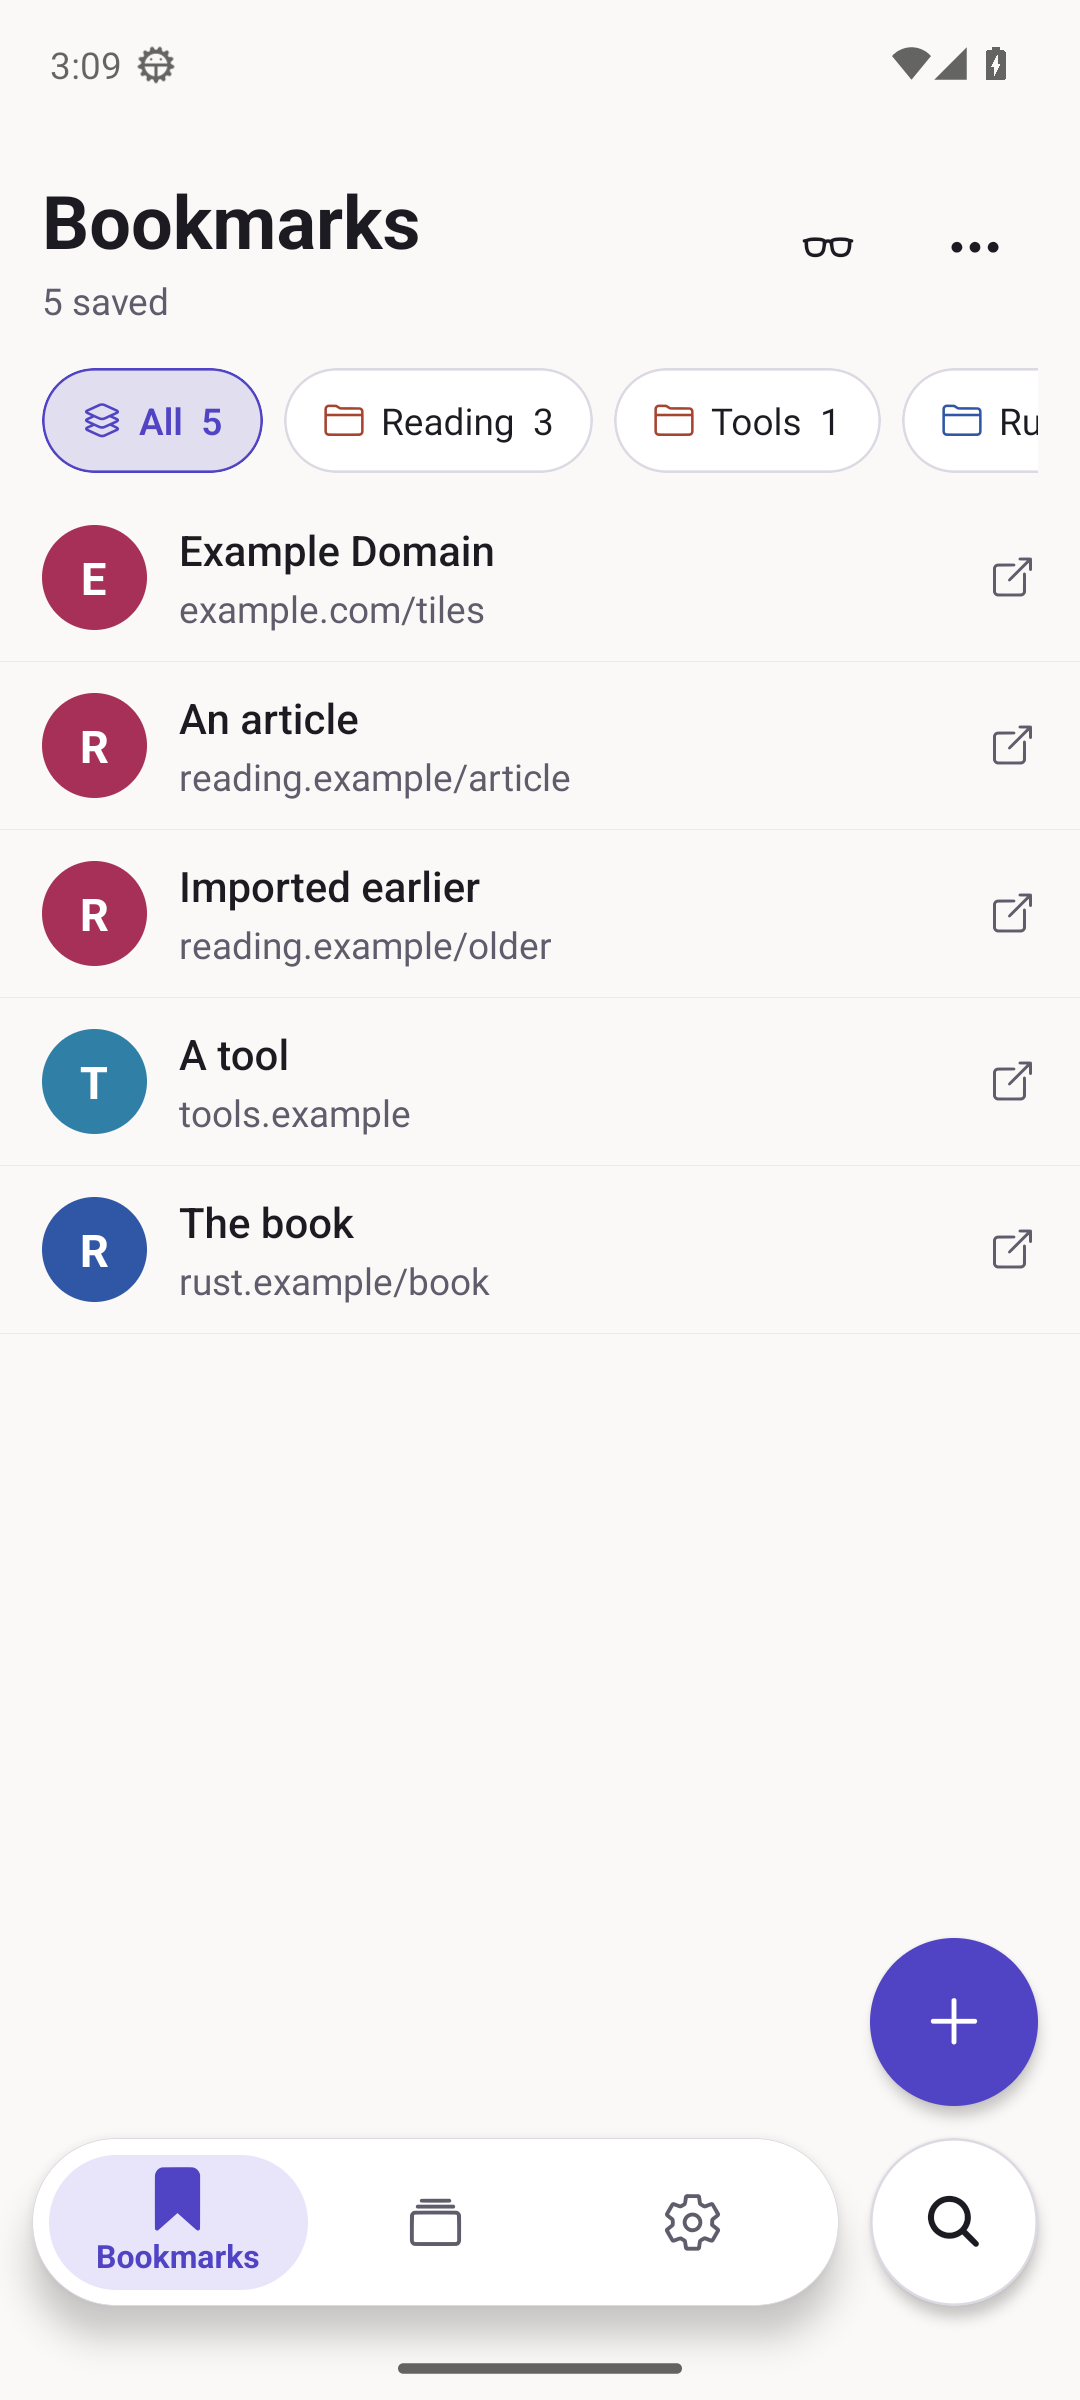 3:09
Bookmarks
5 saved
All 5
Reading 3
Tools 1
Ru
E
Example Domain
example.com/tiles
R
An article
reading.example/article
R
Imported earlier
reading.example/older
T
A tool
tools.example
R
The book
rust.example/book
Bookmarks